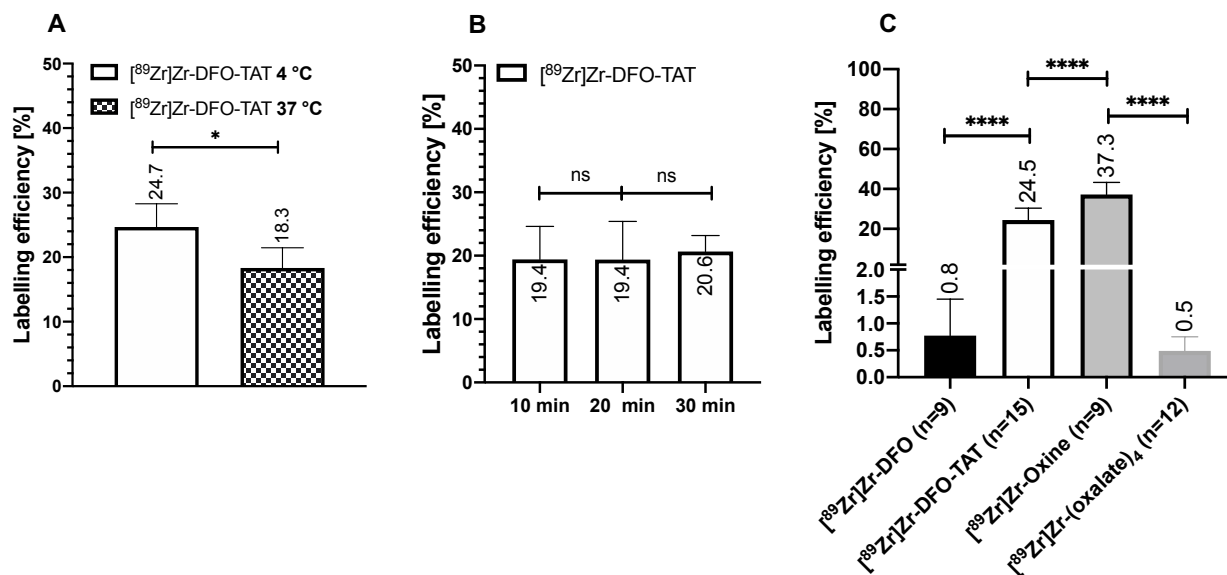 A
Labelling efficiency [%]
50
40
30
20
10
0
[⁸⁹Zr]Zr-DFO-TAT 4 °C
[⁸⁹Zr]Zr-DFO-TAT 37 °C
*
24.7
18.3
B
Labelling efficiency [%]
50
40
30
20
10
0
[⁸⁹Zr]Zr-DFO-TAT
ns
ns
19.4
19.4
20.6
10 min
20 min
30 min
C
Labelling efficiency [%]
100
80
60
40
20
2.0
1.5
1.0
0.5
0.0
****
****
****
0.8
24.5
37.3
0.5
[⁸⁹Zr]Zr-DFO (n=9)
[⁸⁹Zr]Zr-DFO-TAT (n=15)
[⁸⁹Zr]Zr-Oxine (n=9)
[⁸⁹Zr]Zr-(oxalate)₄ (n=12)